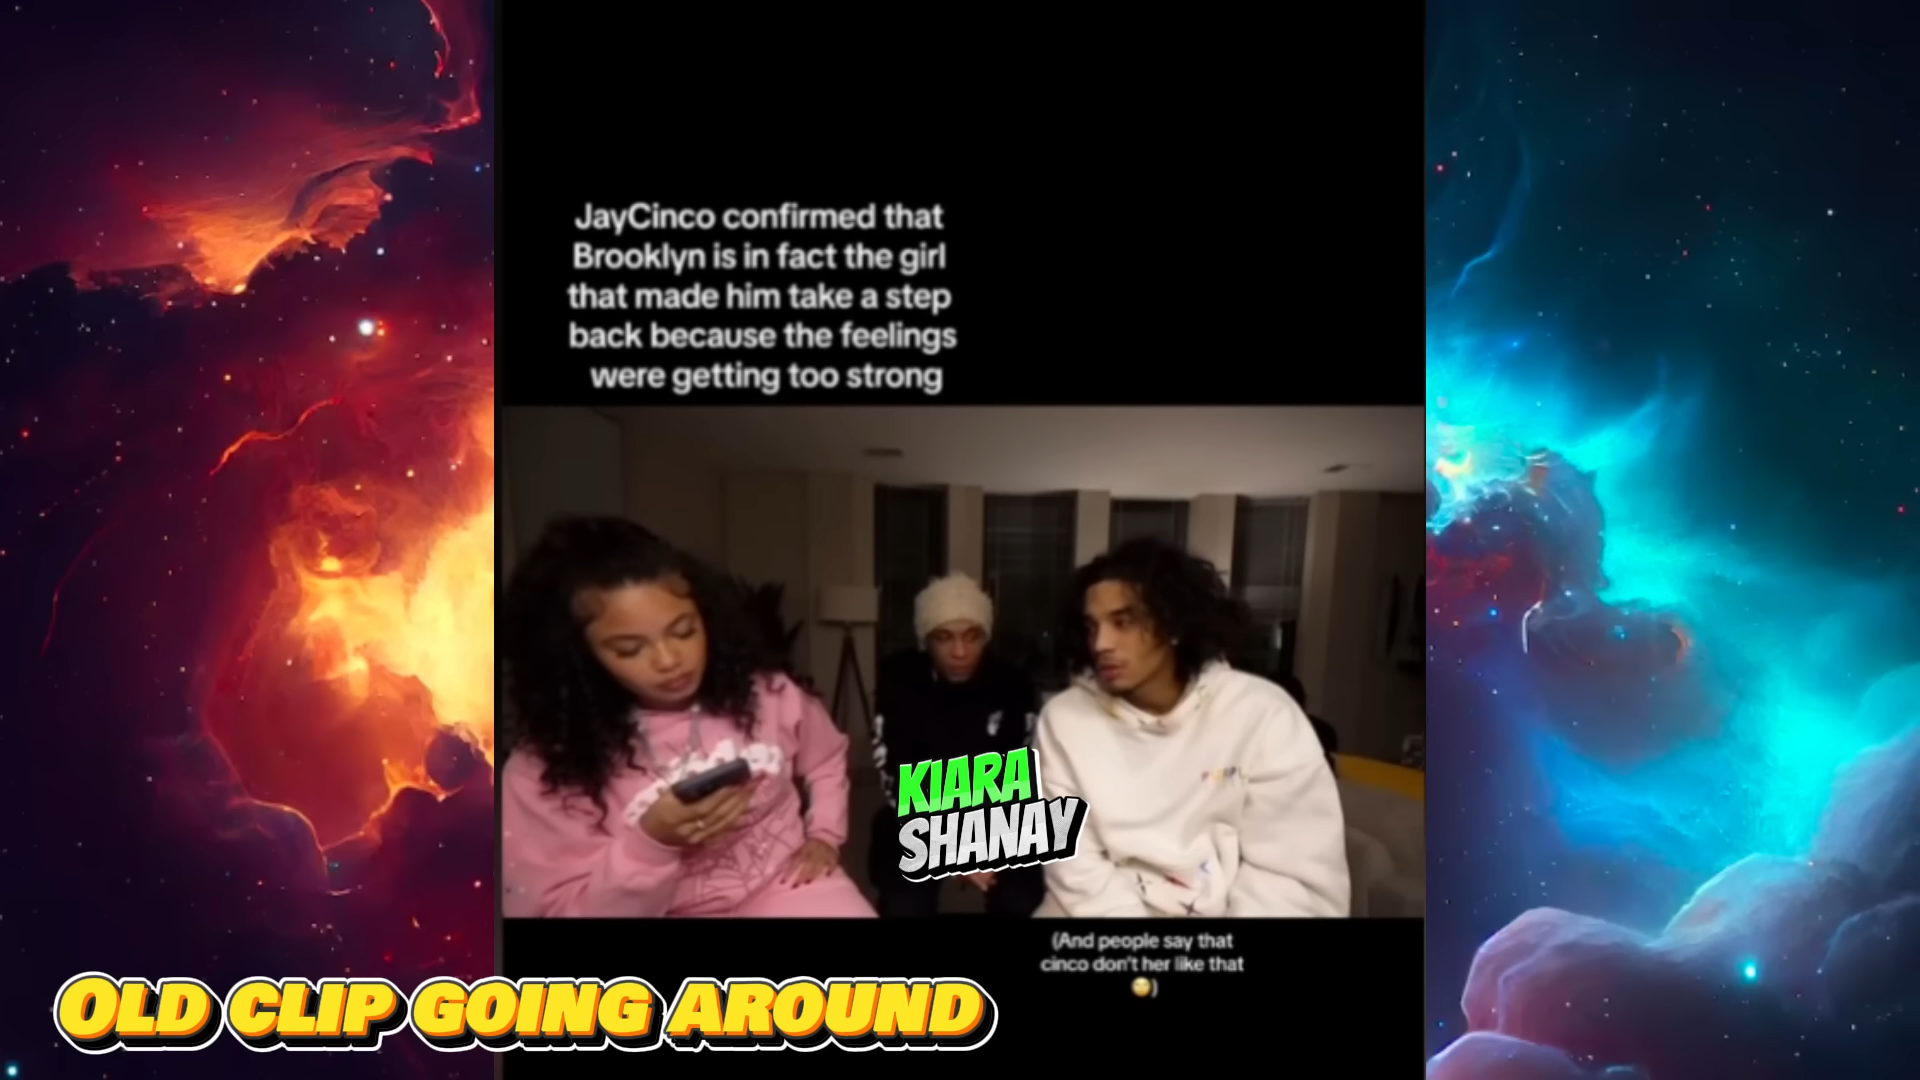 JayCinco confirmed that
Brooklyn is in fact the girl
that made him take a step
back because the feelings
were getting too strong
KIARA
SHANAY
(And people say that
cinco don't her like that
🙄)
OLD CLIP GOING AROUND